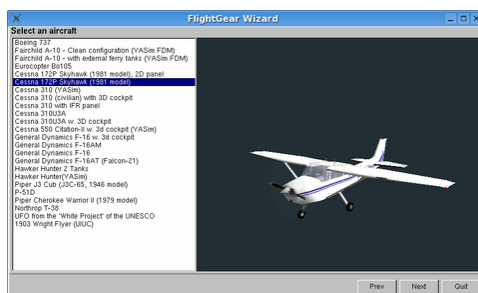 FlightGear Wizard
Select an aircraft
Boeing 737
Fairchild A-10 - Clean configuration (YASim FDM)
Fairchild A-10 - with external ferry tanks (YASim FDM)
Eurocopter Bo105
Cessna 172P Skyhawk (1981 model), 2D panel
Cessna 172P Skyhawk (1981 model)
Cessna 310 (YASim)
Cessna 310 (civilian) with 3D cockpit
Cessna 310 with IFR panel
Cessna 310U3A
Cessna 310U3A w. 3D cockpit
Cessna 550 Citation-II w. 3d cockpit (YASim)
General Dynamics F-16 w. 3d cockpit
General Dynamics F-16AM
General Dynamics F-16
General Dynamics F-16AT (Falcon-21)
Hawker Hunter 2 Tanks
Hawker Hunter(YASim)
Piper J3 Cub (J3C-65, 1946 model)
P-51D
Piper Cherokee Warrior II (1979 model)
Northrop T-38
UFO from the 'White Project' of the UNESCO
1903 Wright Flyer (UIUC)
Prev Next Quit